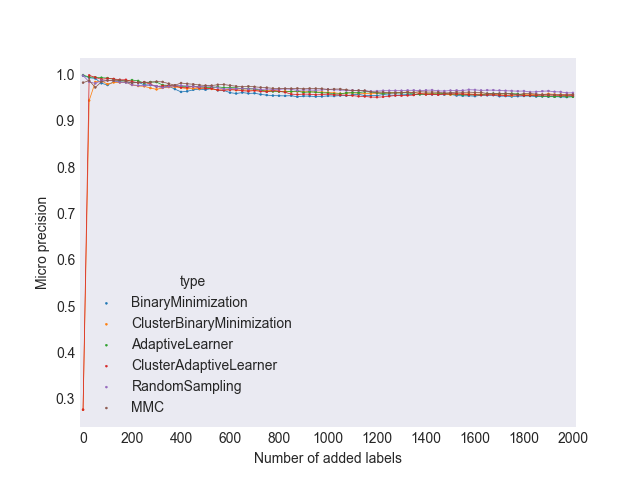 1.0
0.9
0.8
0.7
0.6
0.5
0.4
0.3
Micro precision
type
BinaryMinimization
ClusterBinaryMinimization
AdaptiveLearner
ClusterAdaptiveLearner
RandomSampling
MMC
0 200 400 600 800 1000 1200 1400 1600 1800 2000
Number of added labels